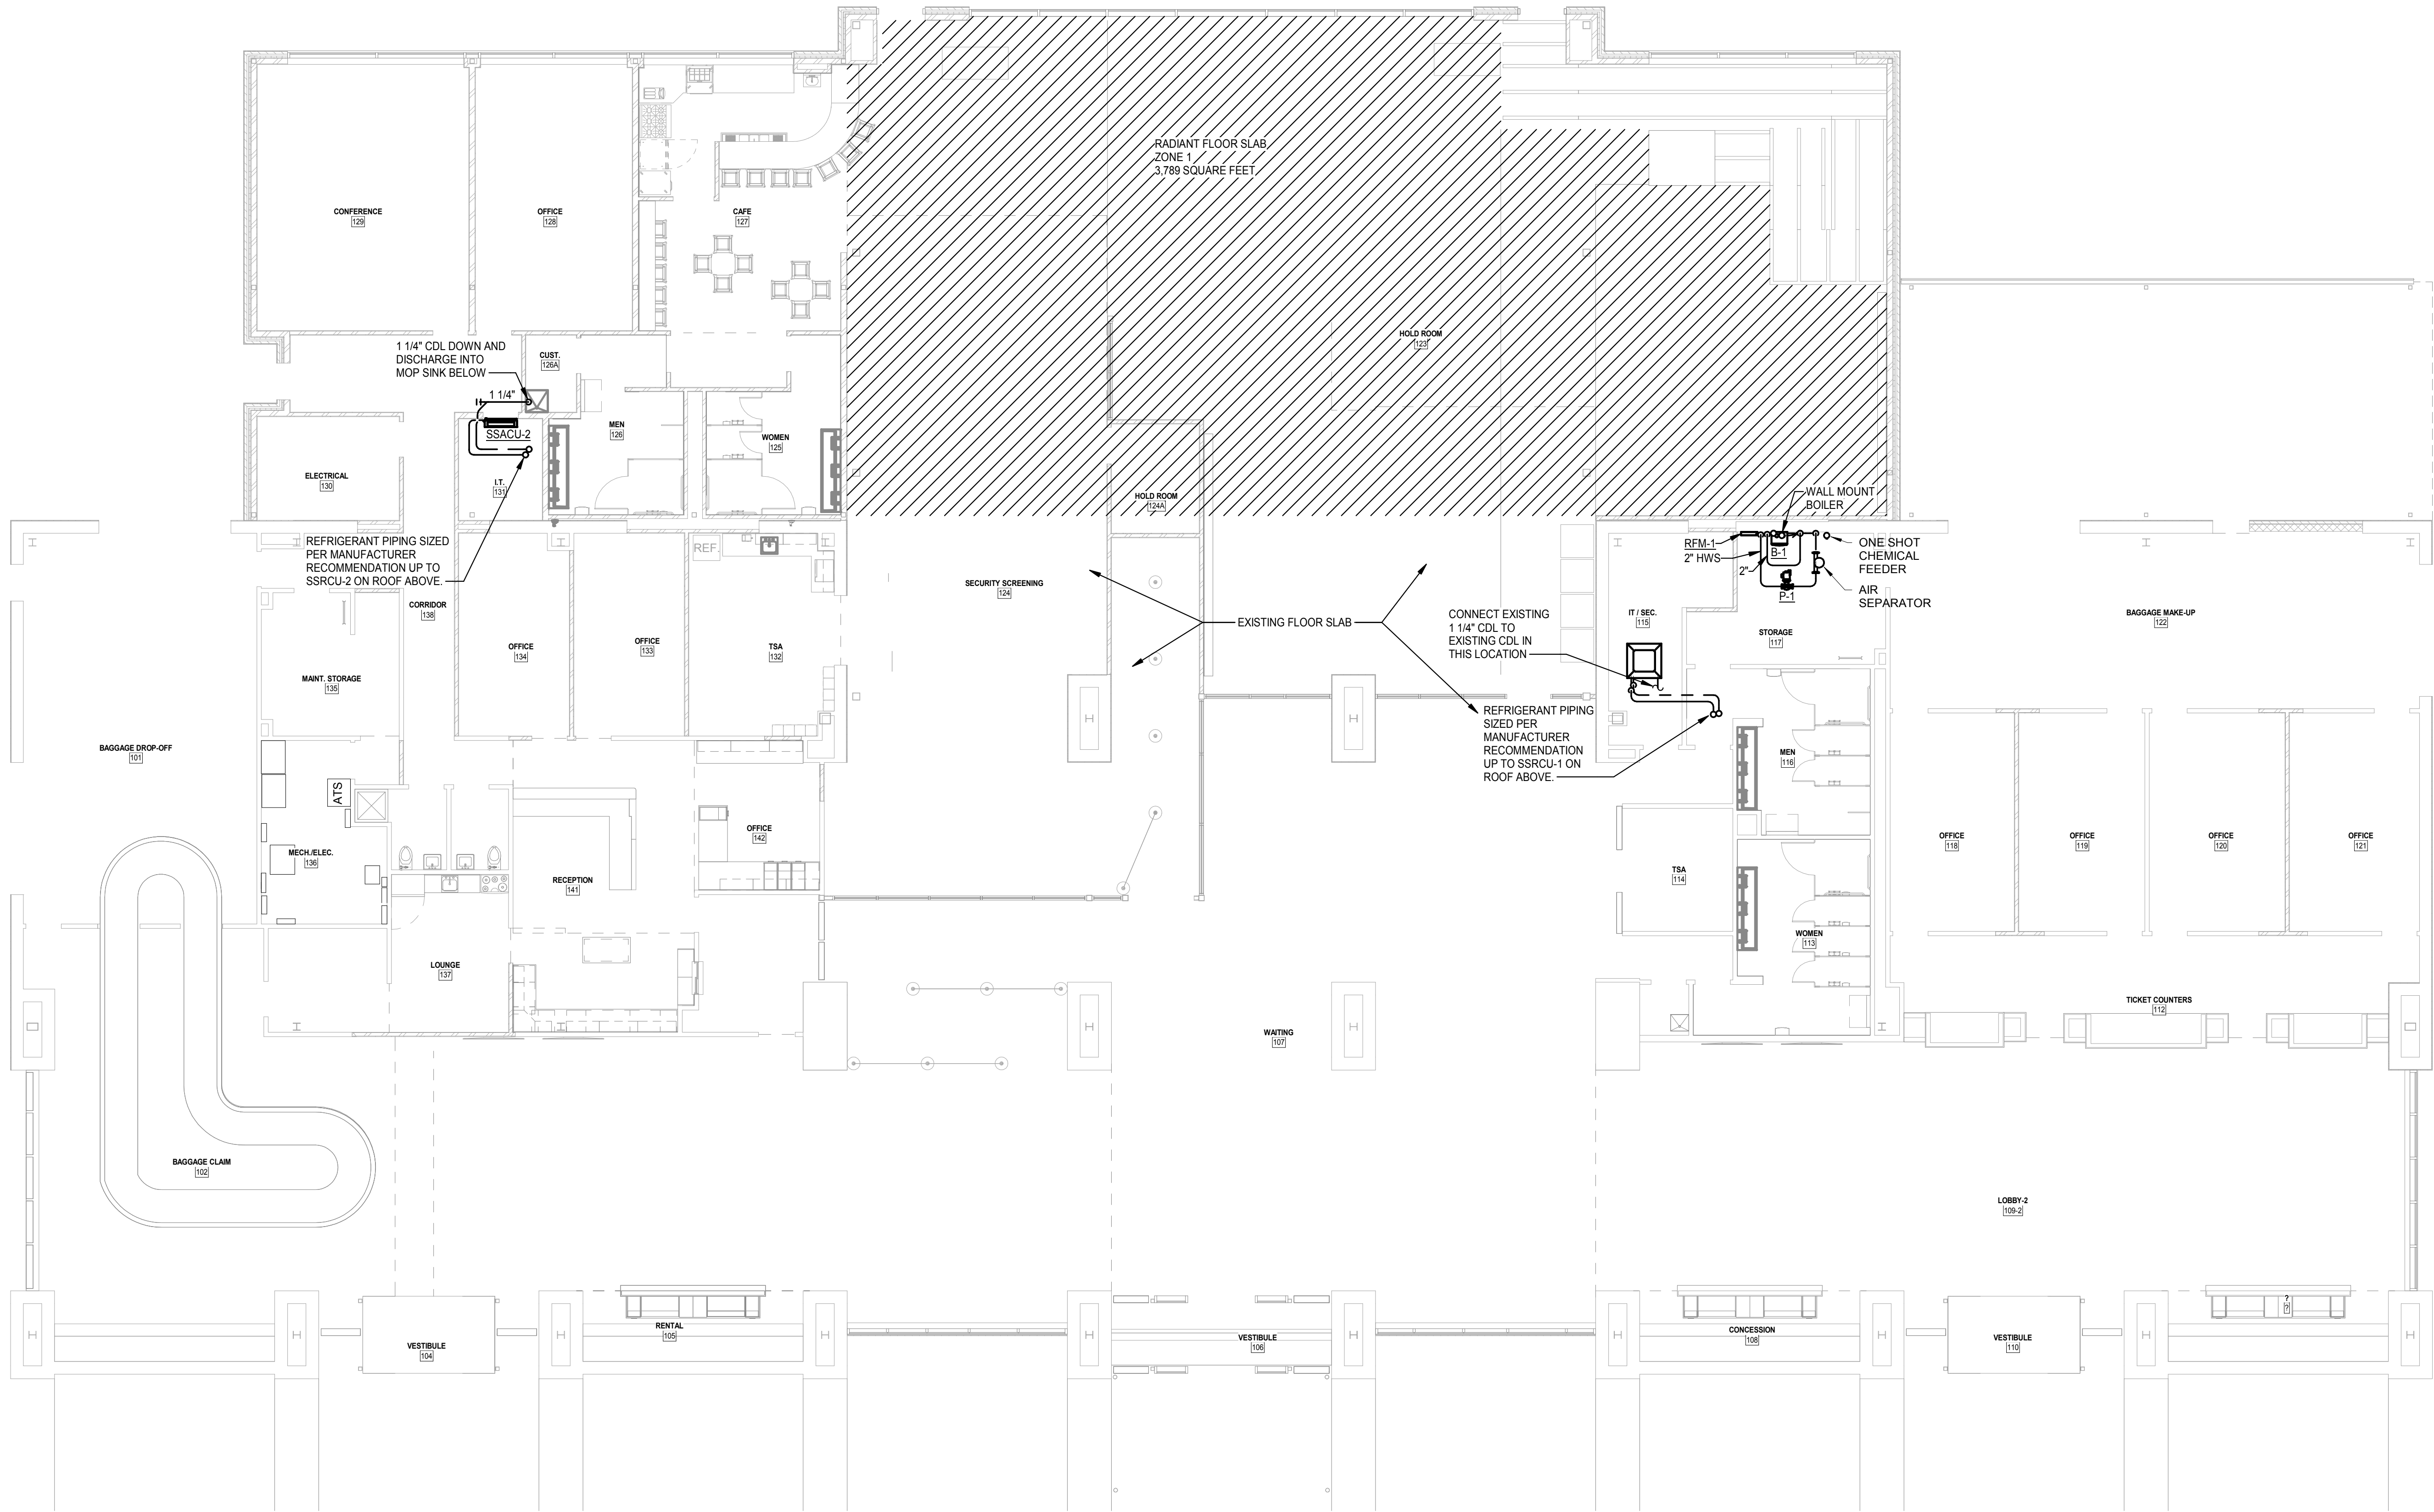 RADIANT FLOOR SLAB
ZONE 1
3,789 SQUARE FEET
CONFERENCE
129
OFFICE
128
CAFE
127
HOLD ROOM
123
1 1/4" CDL DOWN AND
DISCHARGE INTO
MOP SINK BELOW
CUST.
126A
1 1/4"
SSACU-2
MEN
126
WOMEN
125
ELECTRICAL
130
I.T.
131
HOLD ROOM
124A
WALL MOUNT
BOILER
RFM-1
2" HWS
B-1
2"
P-1
ONE SHOT
CHEMICAL
FEEDER
AIR
SEPARATOR
REFRIGERANT PIPING SIZED
PER MANUFACTURER
RECOMMENDATION UP TO
SSRCU-2 ON ROOF ABOVE.
REF.
SECURITY SCREENING
124
CORRIDOR
138
EXISTING FLOOR SLAB
CONNECT EXISTING
1 1/4" CDL TO
EXISTING CDL IN
THIS LOCATION
IT / SEC.
115
STORAGE
117
BAGGAGE MAKE-UP
122
OFFICE
134
OFFICE
133
TSA
132
MAINT. STORAGE
135
REFRIGERANT PIPING
SIZED PER
MANUFACTURER
RECOMMENDATION
UP TO SSRCU-1 ON
ROOF ABOVE.
BAGGAGE DROP-OFF
101
MEN
116
ATS
OFFICE
142
OFFICE
118
OFFICE
119
OFFICE
120
OFFICE
121
MECH./ELEC.
136
RECEPTION
141
TSA
114
WOMEN
113
LOUNGE
137
TICKET COUNTERS
112
WAITING
107
BAGGAGE CLAIM
102
LOBBY-2
109-2
RENTAL
105
VESTIBULE
104
VESTIBULE
106
CONCESSION
108
VESTIBULE
110
?
?